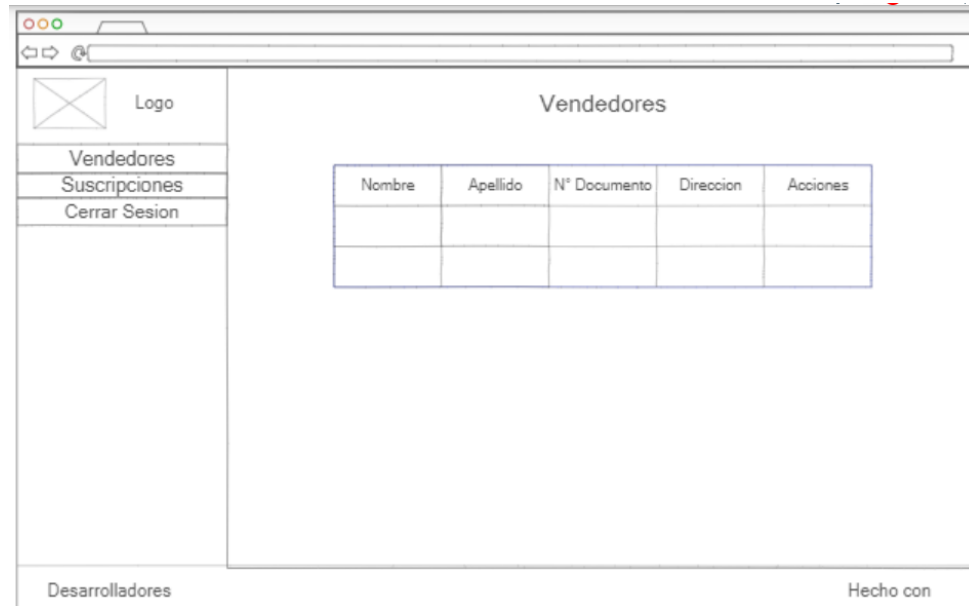 Logo
Vendedores
Suscripciones
Cerrar Sesion
Vendedores
Nombre Apellido N° Documento Direccion Acciones
Desarrolladores Hecho con